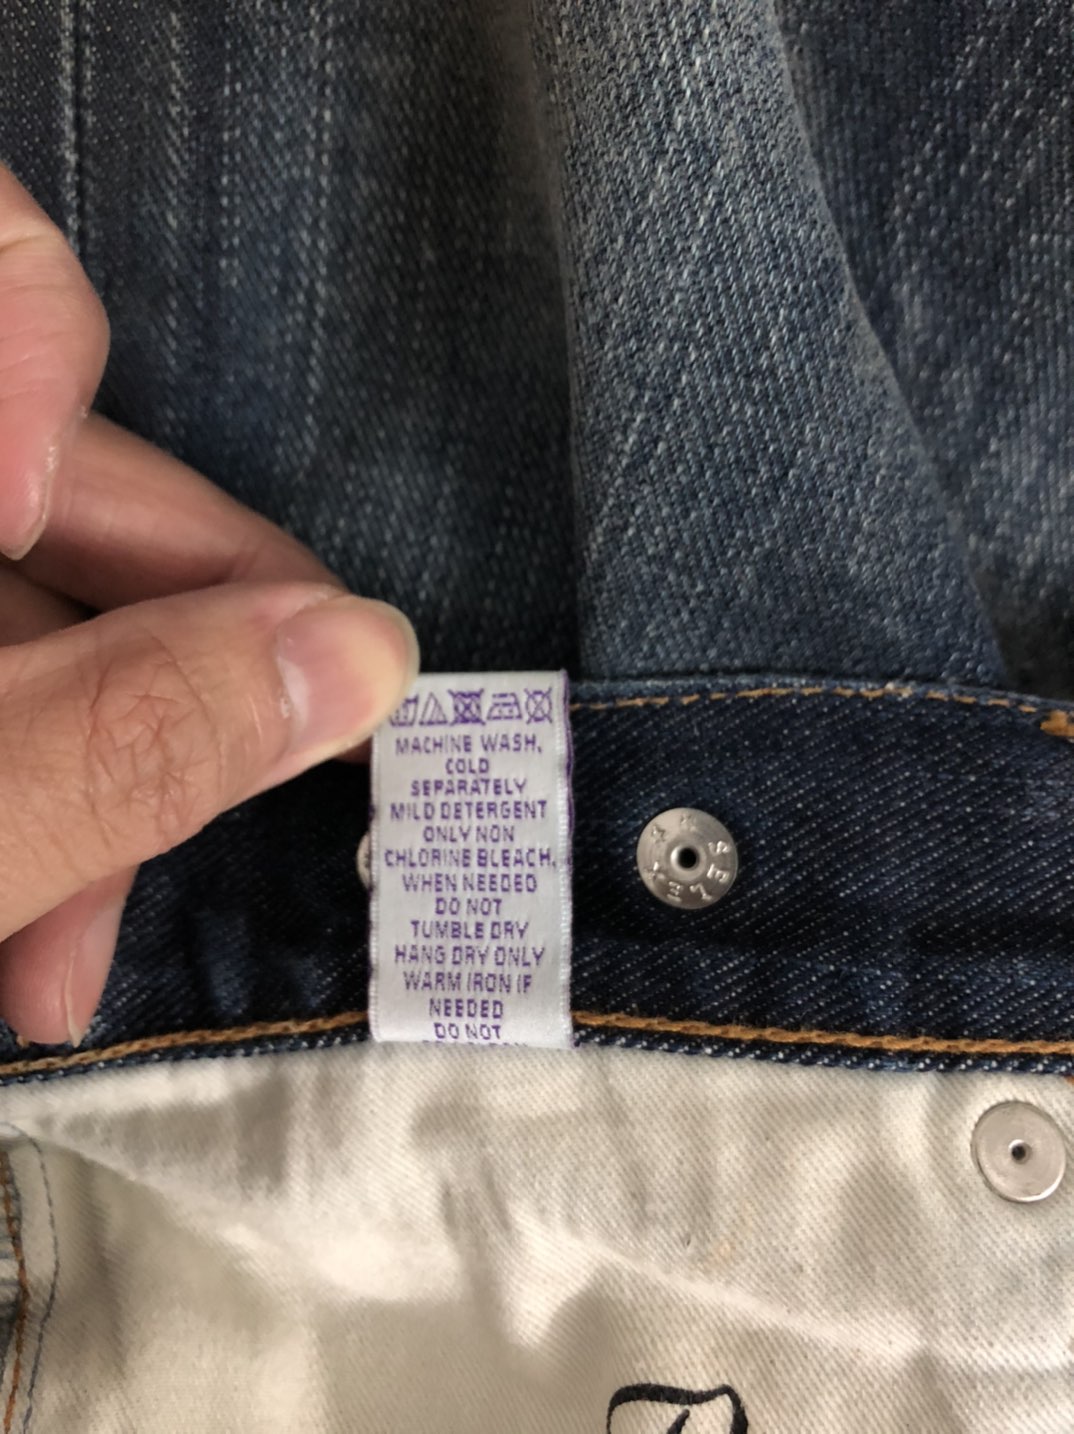 MACHINE WASH,
COLD
SEPARATELY
MILD DETERGENT
ONLY NON
CHLORINE BLEACH,
WHEN NEEDED
DO NOT
TUMBLE DRY
HANG DRY ONLY
WARM IRON IF
NEEDED
DO NOT